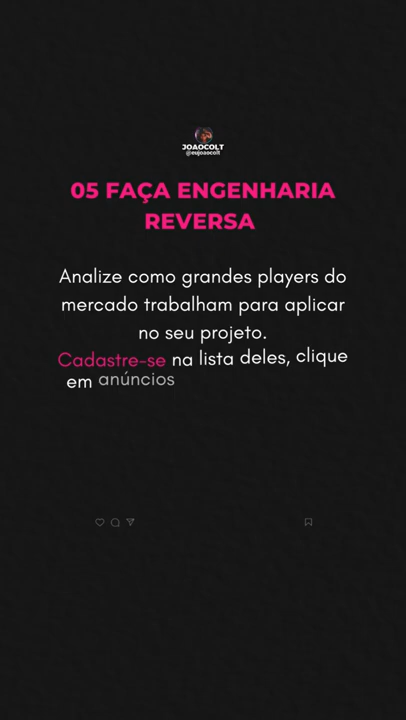 JOAOCOLT
@eujoaocolt
05 FAÇA ENGENHARIA
REVERSA
Analize como grandes players do
mercado trabalham para aplicar
no seu projeto.
Cadastre-se na lista deles, clique
em anúncios